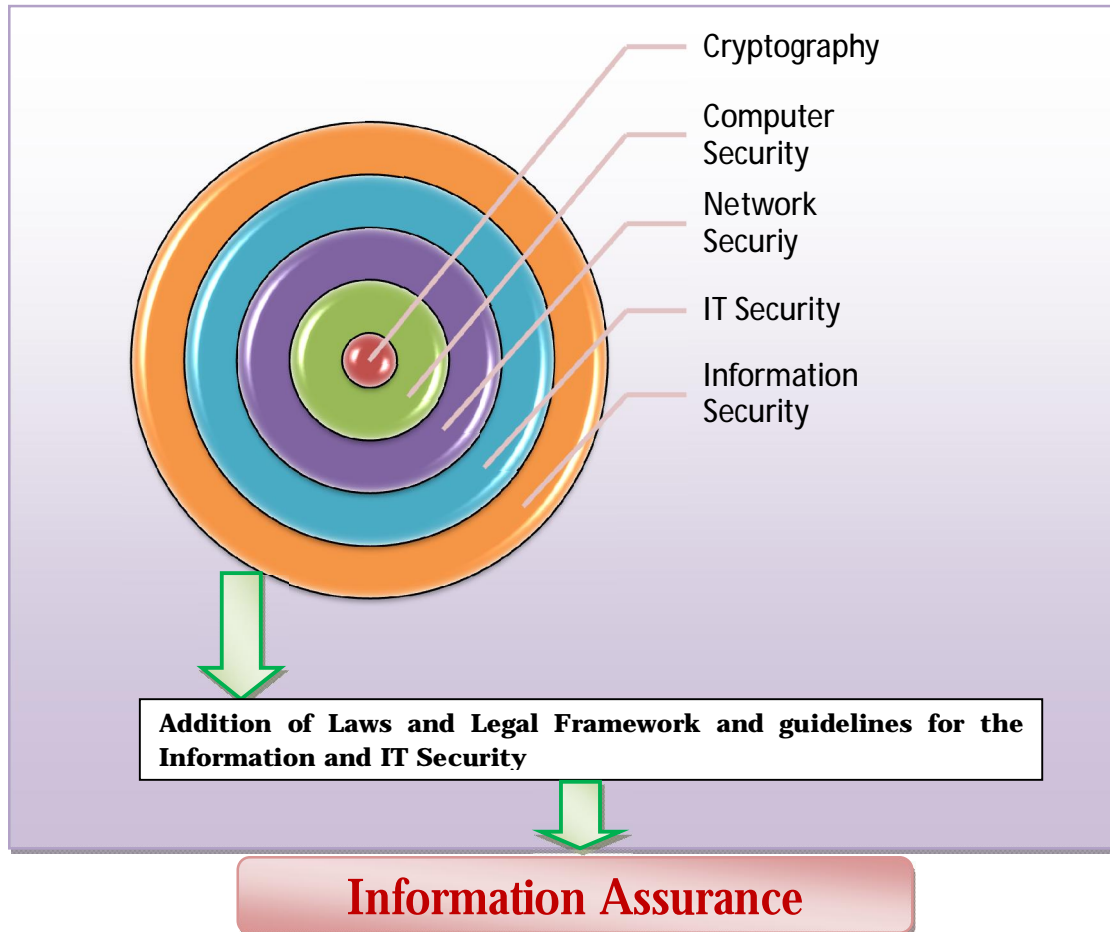 Cryptography
Computer
Security
Network
Securiy
IT Security
Information
Security
Addition of Laws and Legal Framework and guidelines for the
Information and IT Security
Information Assurance